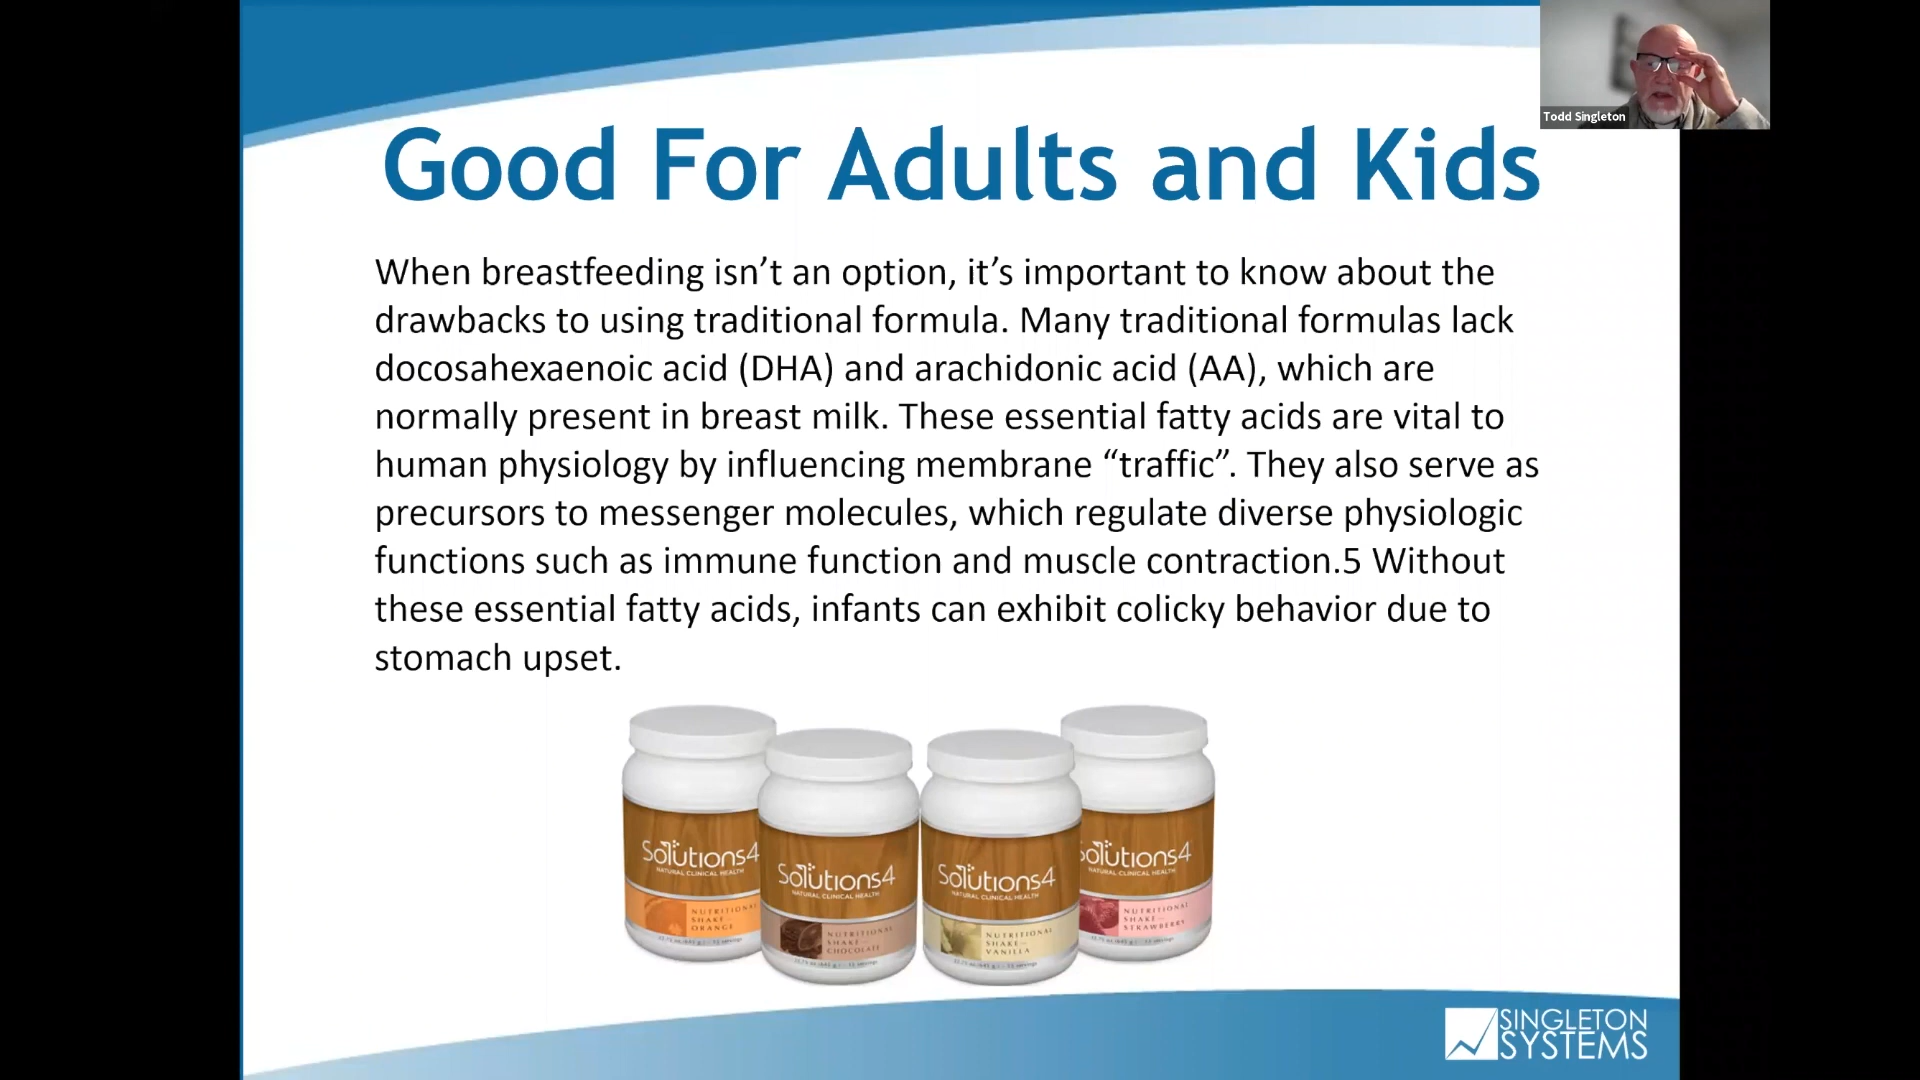 Todd Singleton
Good For Adults and Kids
When breastfeeding isn’t an option, it’s important to know about the
drawbacks to using traditional formula. Many traditional formulas lack
docosahexaenoic acid (DHA) and arachidonic acid (AA), which are
normally present in breast milk. These essential fatty acids are vital to
human physiology by influencing membrane “traffic”. They also serve as
precursors to messenger molecules, which regulate diverse physiologic
functions such as immune function and muscle contraction.5 Without
these essential fatty acids, infants can exhibit colicky behavior due to
stomach upset.
Solutions4
NATURAL CLINICAL HEALTH
NUTRITIONAL
SHAKE
ORANGE
Solutions4
NATURAL CLINICAL HEALTH
NUTRITIONAL
SHAKE
CHOCOLATE
Solutions4
NATURAL CLINICAL HEALTH
NUTRITIONAL
SHAKE
VANILLA
Solutions4
NATURAL CLINICAL HEALTH
NUTRITIONAL
SHAKE
STRAWBERRY
SINGLETON
SYSTEMS